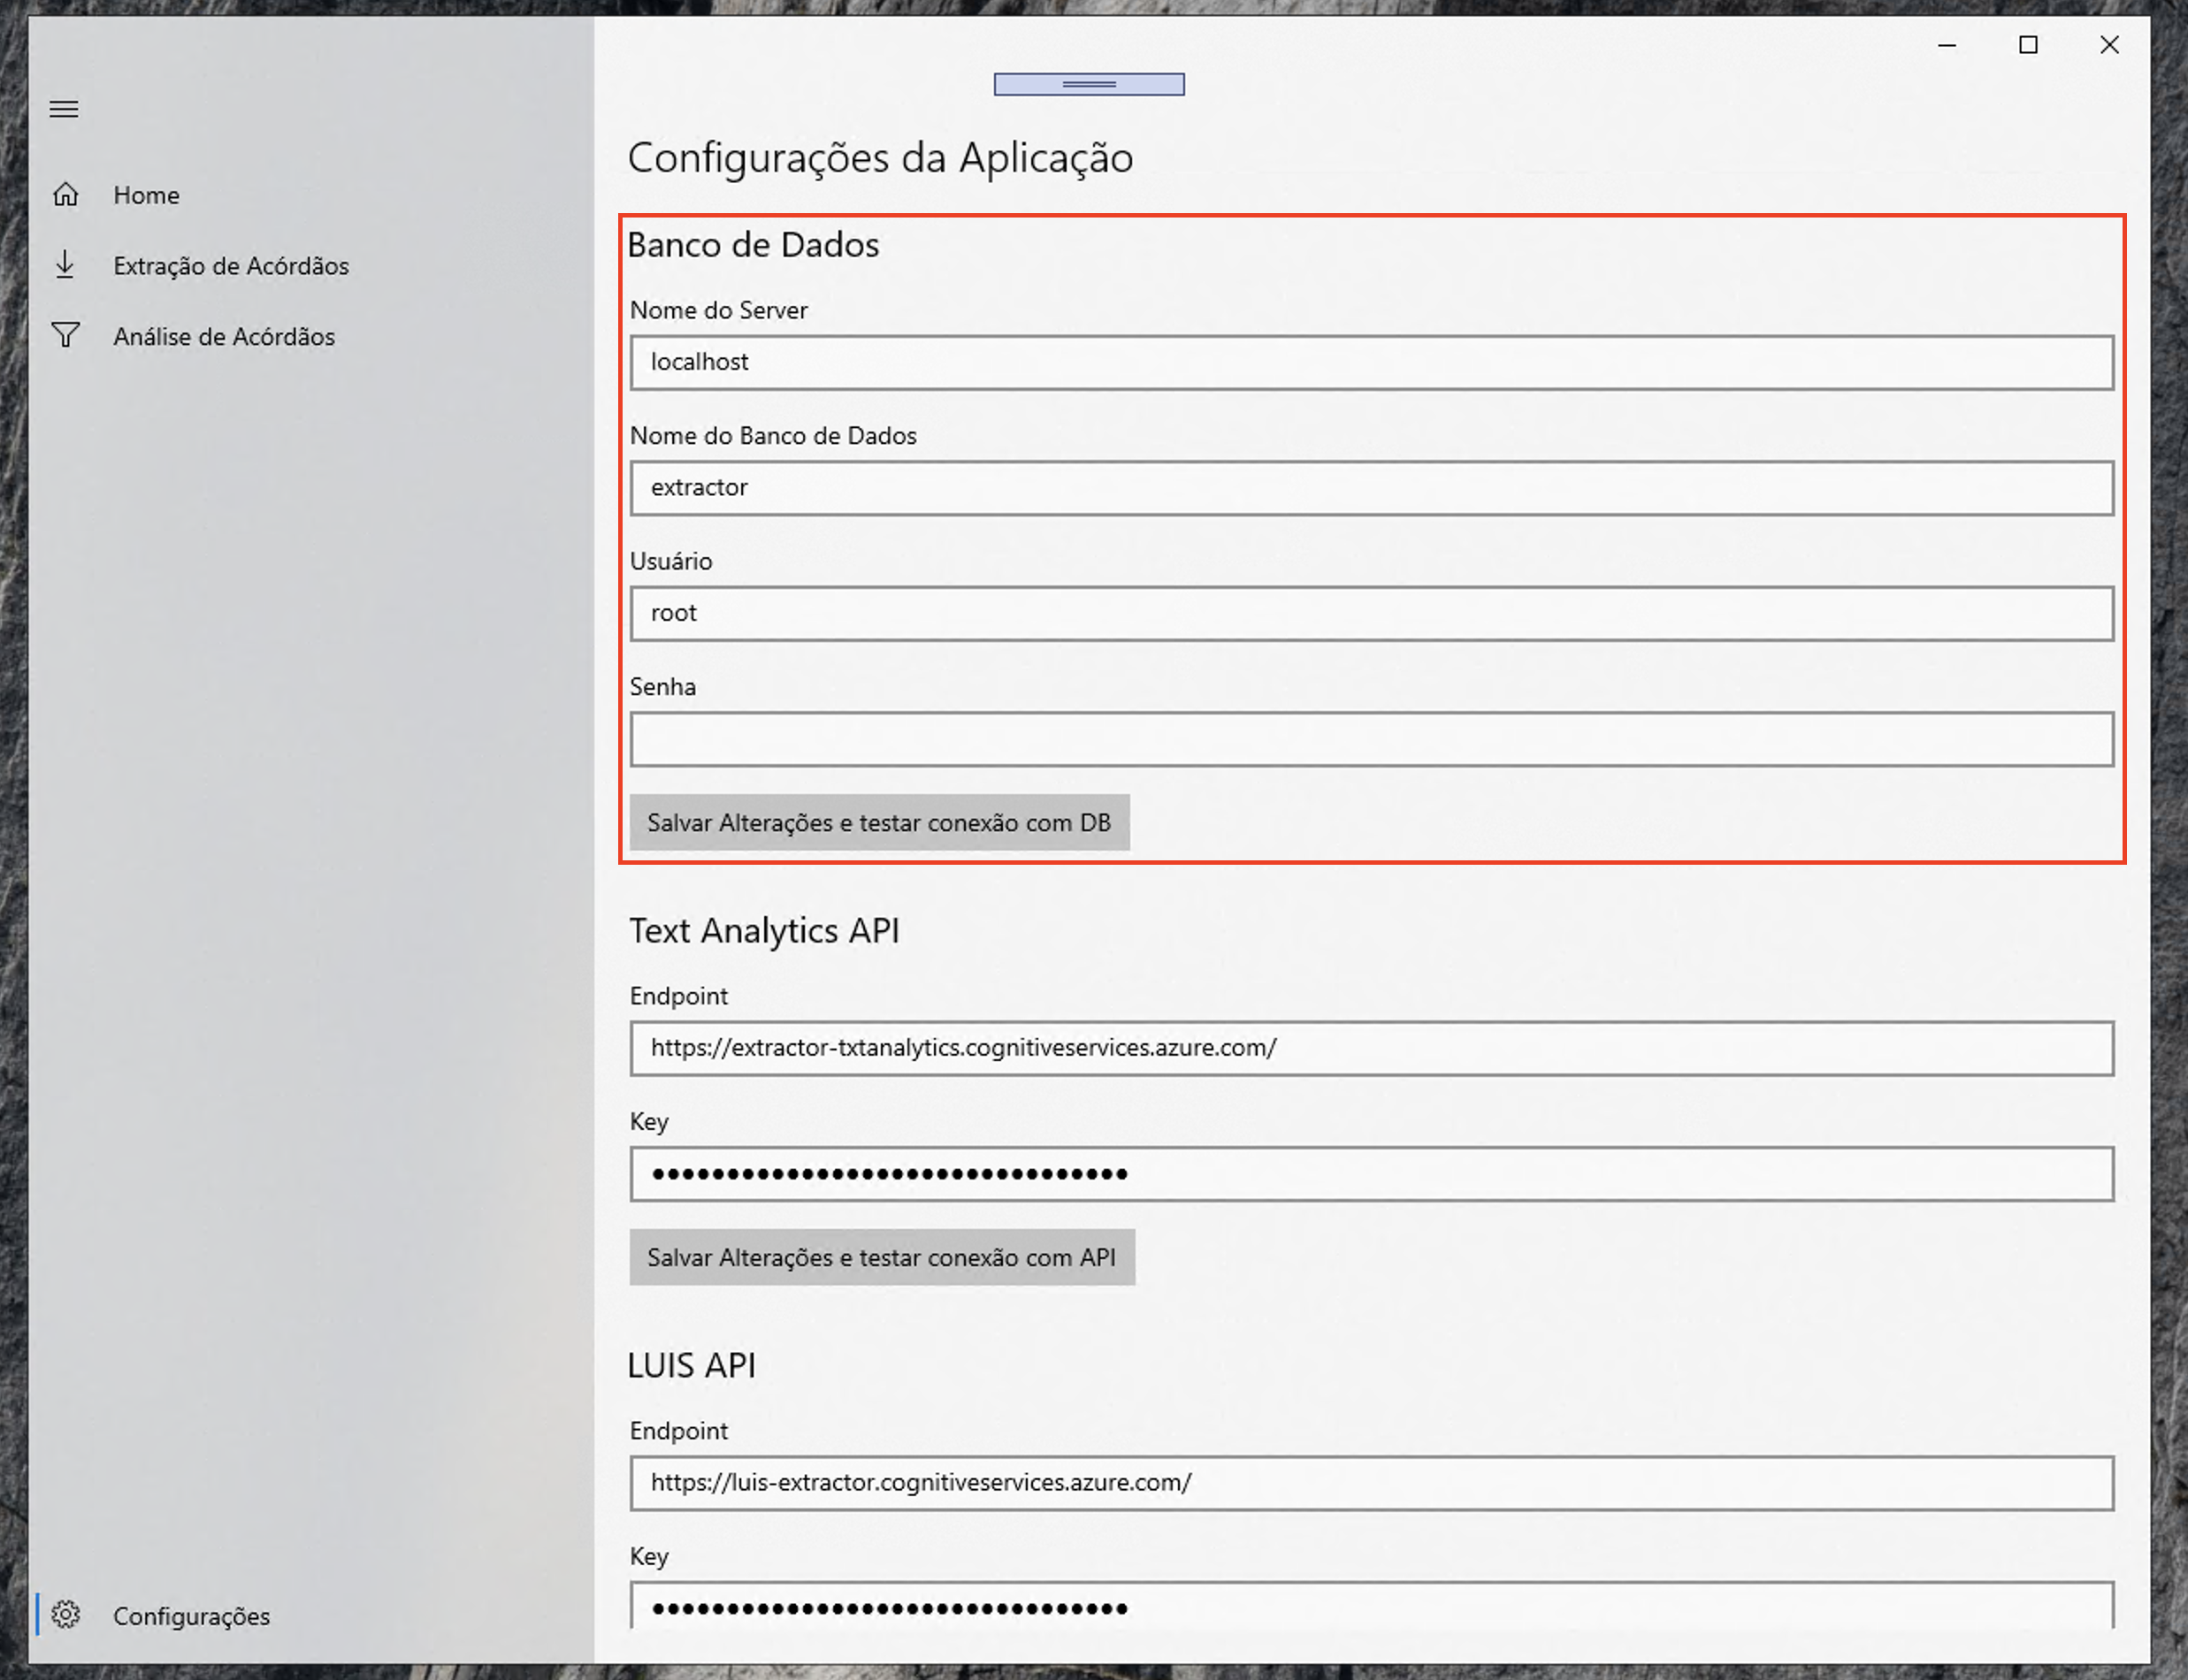 Home
Extração de Acórdãos
Análise de Acórdãos
Configurações
Configurações da Aplicação
Banco de Dados
Nome do Server
localhost
Nome do Banco de Dados
extractor
Usuário
root
Senha
Salvar Alterações e testar conexão com DB
Text Analytics API
Endpoint
https://extractor-txtanalytics.cognitiveservices.azure.com/
Key
●●●●●●●●●●●●●●●●●●●●●●●●●●●●●●●●
Salvar Alterações e testar conexão com API
LUIS API
Endpoint
https://luis-extractor.cognitiveservices.azure.com/
Key
●●●●●●●●●●●●●●●●●●●●●●●●●●●●●●●●